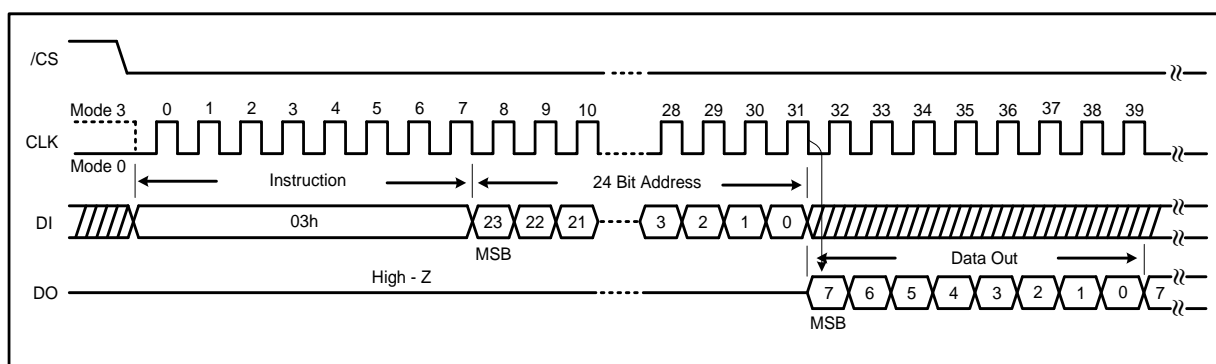 /CS
Mode 3 0 1 2 3 4 5 6 7 8 9 10 28 29 30 31 32 33 34 35 36 37 38 39
CLK
Mode 0
Instruction 24 Bit Address
DI 03h 23 22 21 3 2 1 0
MSB
Data Out
High - Z
DO 7 6 5 4 3 2 1 0 7
MSB